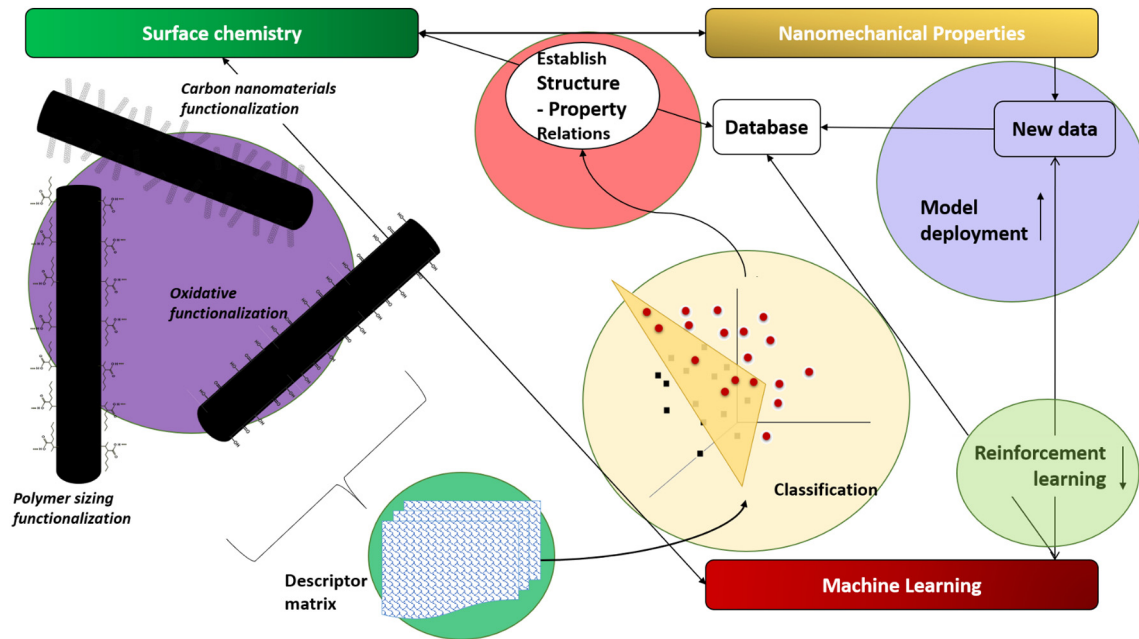 Surface chemistry
Nanomechanical Properties
Carbon nanomaterials
functionalization
Establish
Structure
- Property
Relations
Database
New data
Model
deployment
Oxidative
functionalization
Polymer sizing
functionalization
Classification
Reinforcement
learning
Descriptor
matrix
Machine Learning